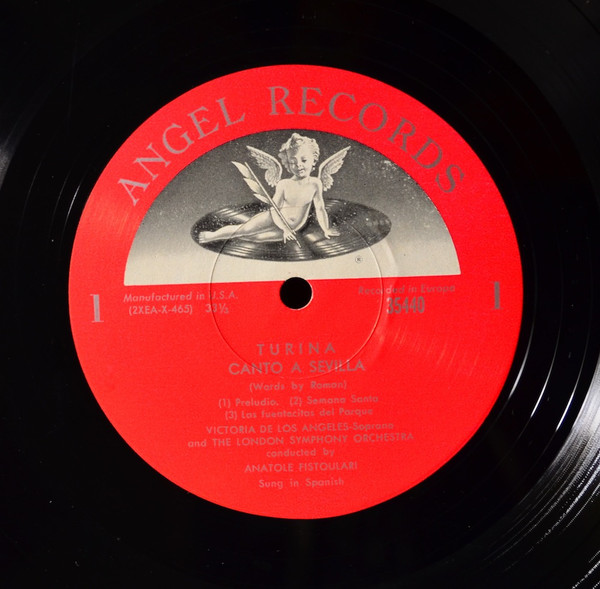 ANGEL RECORDS
®
1
Manufactured in U.S.A.
(2XEA-X-465) 33⅓
Recorded in Europe
35440
1
TURINA
CANTO A SEVILLA
(Words by Roman)
(1) Preludio. (2) Semana Santa
(3) Las fuentecitas del Parque
VICTORIA DE LOS ANGELES-Soprano
and THE LONDON SYMPHONY ORCHESTRA
conducted by
ANATOLE FISTOULARI
Sung in Spanish